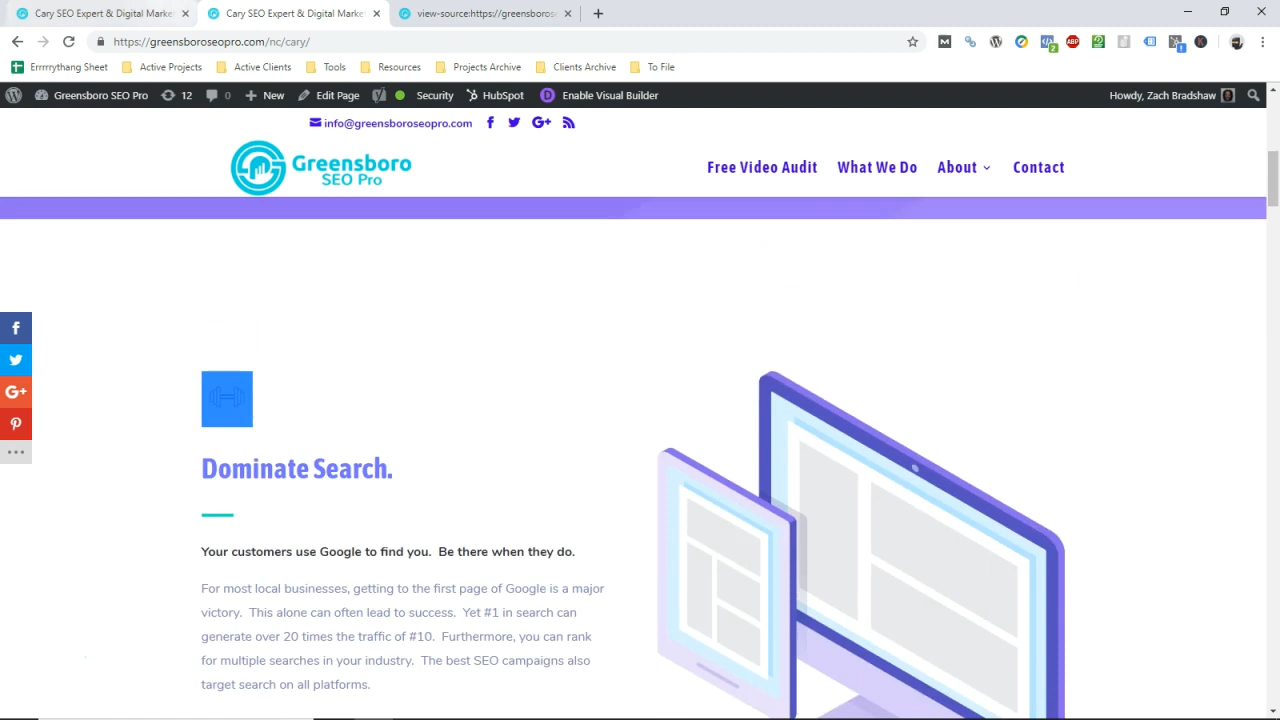 Cary SEO Expert & Digital Market
Cary SEO Expert & Digital Market
view-source:https://greensboros
https://greensboroseopro.com/nc/cary/
Errrrrythang Sheet
Active Projects
Active Clients
Tools
Resources
Projects Archive
Clients Archive
To File
Greensboro SEO Pro
12
0
New
Edit Page
Security
HubSpot
Enable Visual Builder
Howdy, Zach Bradshaw
info@greensboroseopro.com
Greensboro
SEO Pro
Free Video Audit
What We Do
About
Contact
Dominate Search.
Your customers use Google to find you. Be there when they do.
For most local businesses, getting to the first page of Google is a major
victory. This alone can often lead to success. Yet #1 in search can
generate over 20 times the traffic of #10. Furthermore, you can rank
for multiple searches in your industry. The best SEO campaigns also
target search on all platforms.